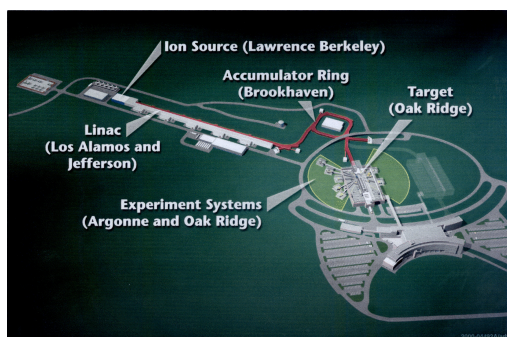 Ion Source (Lawrence Berkeley)
Accumulator Ring
(Brookhaven)
Target
(Oak Ridge)
Linac
(Los Alamos and
Jefferson)
Experiment Systems
(Argonne and Oak Ridge)